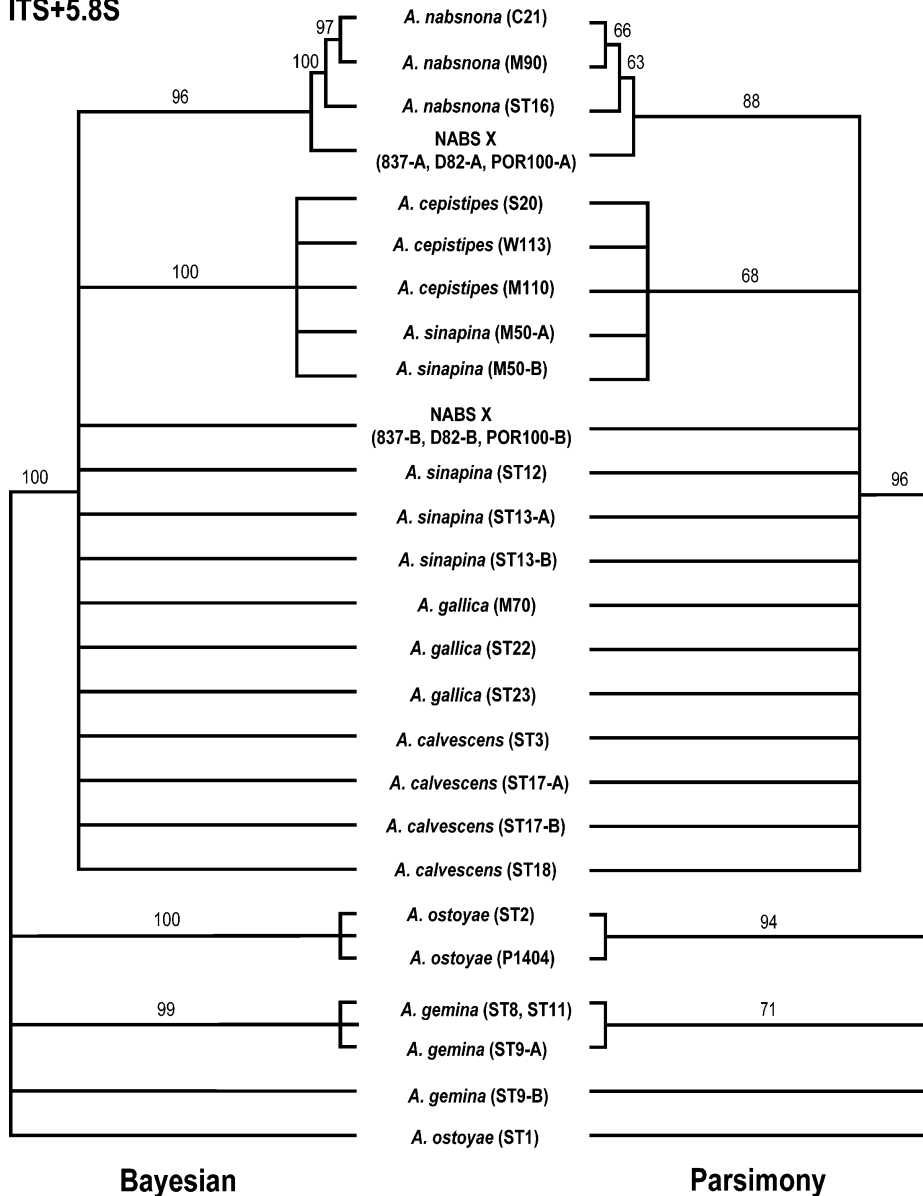 ITS+5.8S
A. nabsnona (C21)
97
66
A. nabsnona (M90)
100
63
96
A. nabsnona (ST16)
88
NABS X
(837-A, D82-A, POR100-A)
A. cepistipes (S20)
A. cepistipes (W113)
100
A. cepistipes (M110)
68
A. sinapina (M50-A)
A. sinapina (M50-B)
NABS X
(837-B, D82-B, POR100-B)
A. sinapina (ST12)
100
96
A. sinapina (ST13-A)
A. sinapina (ST13-B)
A. gallica (M70)
A. gallica (ST22)
A. gallica (ST23)
A. calvescens (ST3)
A. calvescens (ST17-A)
A. calvescens (ST17-B)
A. calvescens (ST18)
A. ostoyae (ST2)
100
94
A. ostoyae (P1404)
A. gemina (ST8, ST11)
99
71
A. gemina (ST9-A)
A. gemina (ST9-B)
A. ostoyae (ST1)
Bayesian
Parsimony